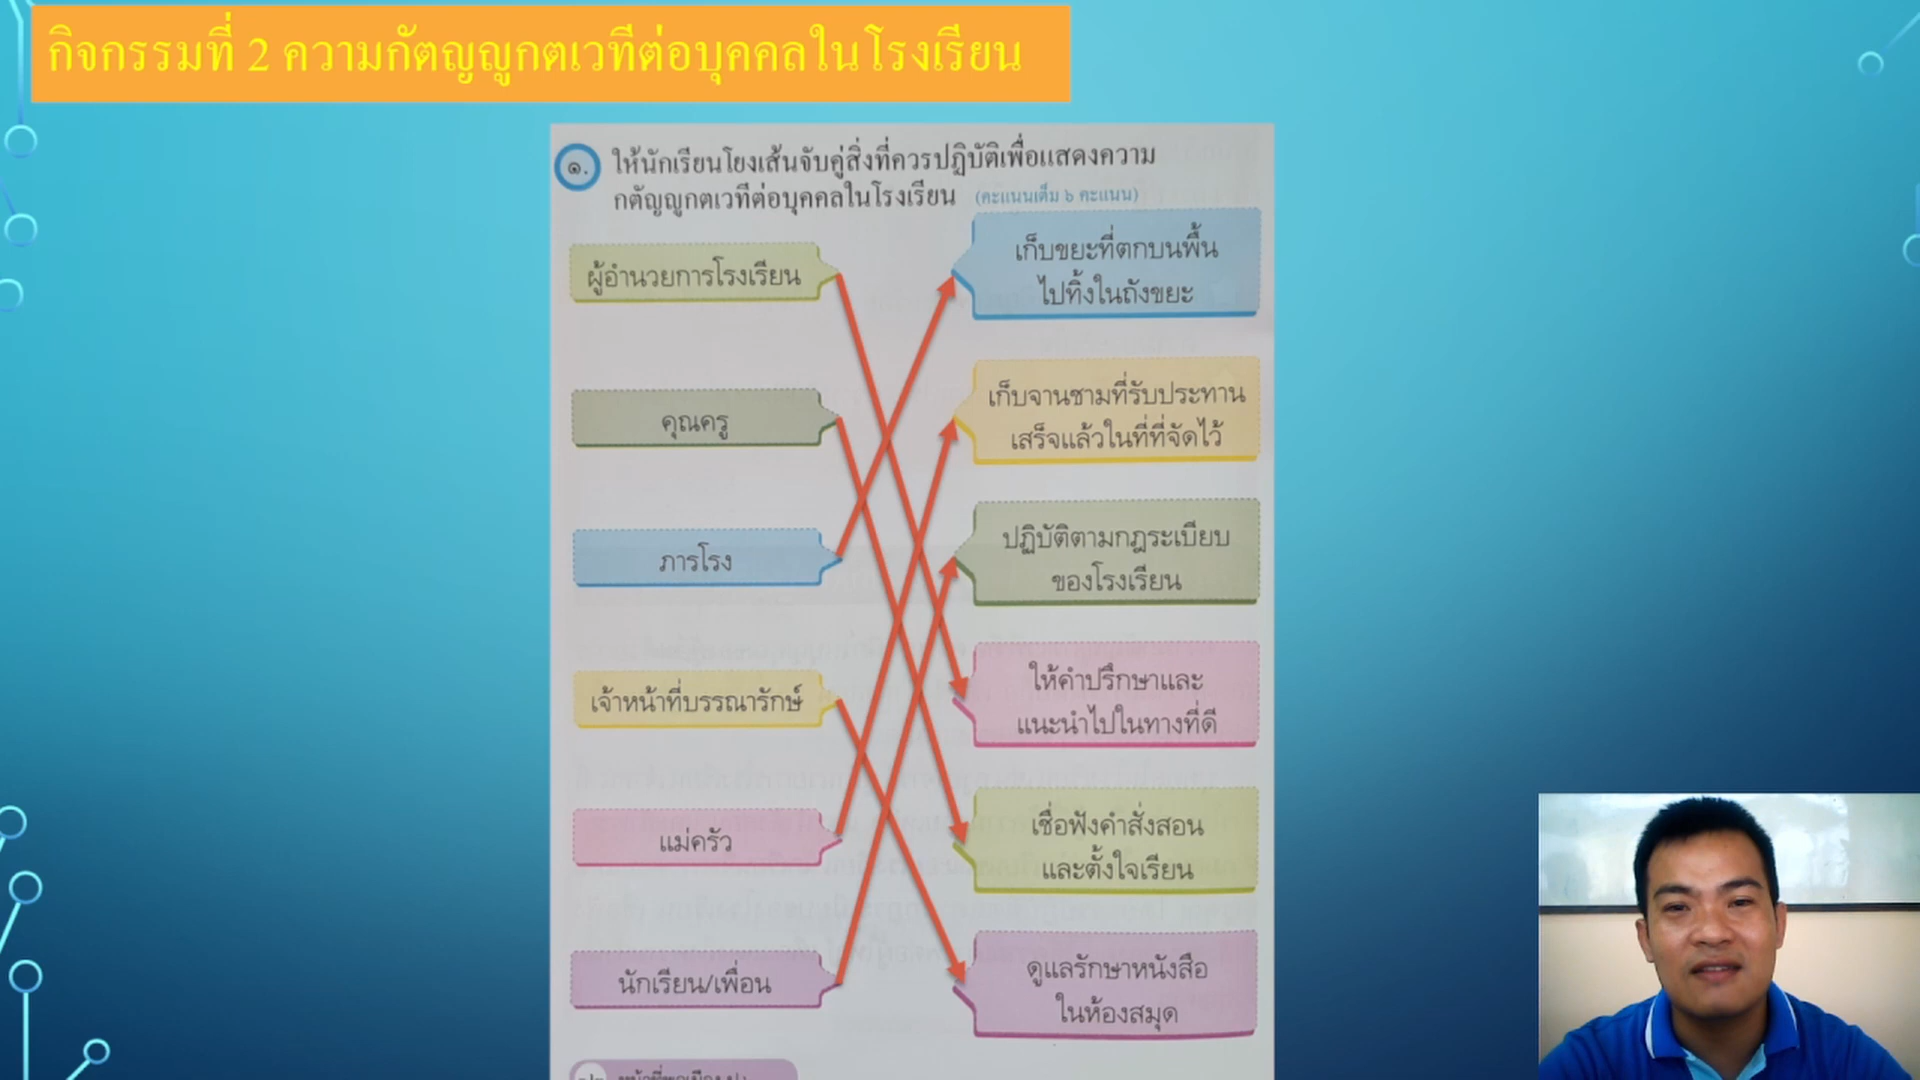 กิจกรรมที่ 2 ความกัตญญูกตเวทีต่อบุคคลในโรงเรียน
๑. ให้นักเรียนโยงเส้นจับคู่สิ่งที่ควรปฏิบัติเพื่อแสดงความ
กตัญญูกตเวทีต่อบุคคลในโรงเรียน (คะแนนเต็ม ๖ คะแนน)
ผู้อำนวยการโรงเรียน
เก็บขยะที่ตกบนพื้น
ไปทิ้งในถังขยะ
คุณครู
เก็บจานชามที่รับประทาน
เสร็จแล้วในที่ที่จัดไว้
ภารโรง
ปฏิบัติตามกฎระเบียบ
ของโรงเรียน
เจ้าหน้าที่บรรณารักษ์
ให้คำปรึกษาและ
แนะนำไปในทางที่ดี
แม่ครัว
เชื่อฟังคำสั่งสอน
และตั้งใจเรียน
นักเรียน/เพื่อน
ดูแลรักษาหนังสือ
ในห้องสมุด